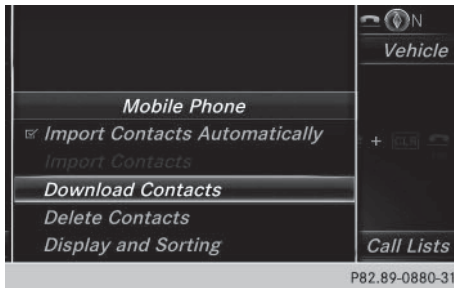 N
Vehicle
Mobile Phone
Import Contacts Automatically
Import Contacts
+ CLR
Download Contacts
Delete Contacts
Display and Sorting
Call Lists
P82.89-0880-31